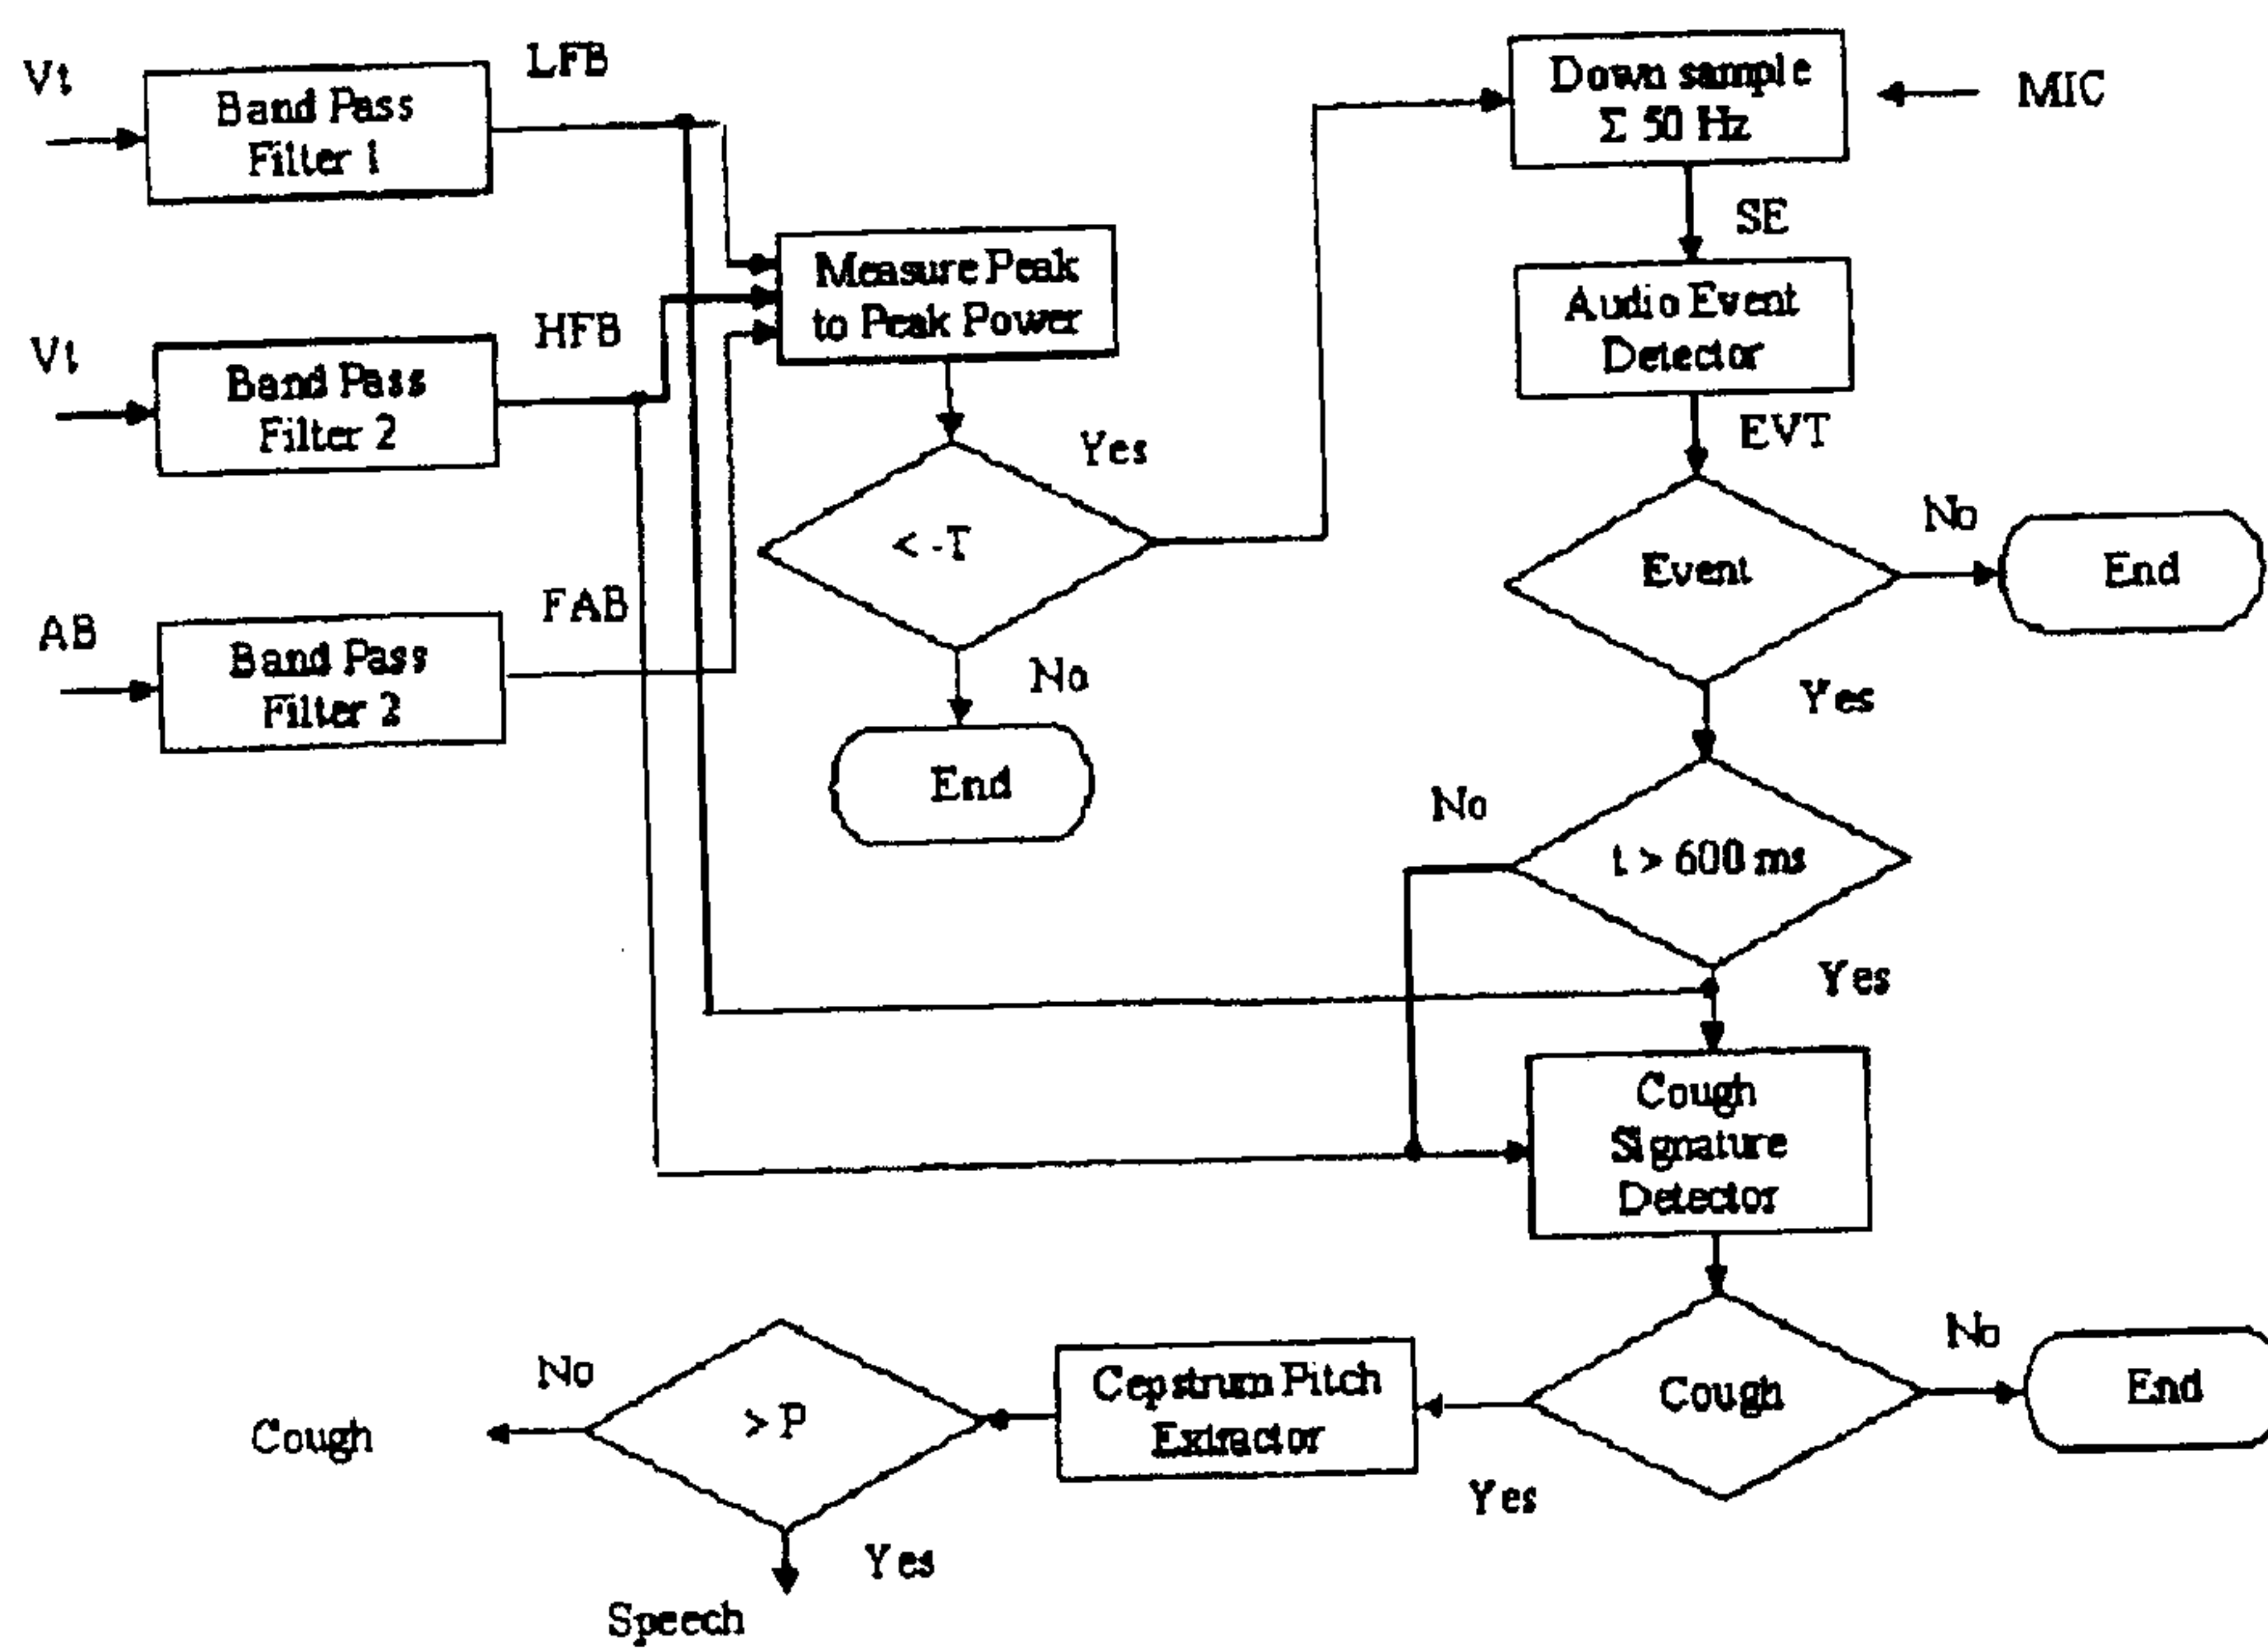 Vt
Band Pass
Filter 1
LFB
Vt
Band Pass
Filter 2
HFB
AB
Band Pass
Filter 3
FAB
Measure Peak
to Peak Power
< -T
Yes
No
End
Down sample
Σ 50 Hz
MIC
SE
Audio Event
Detector
EVT
Event
No
End
Yes
t > 600 ms
No
Yes
Cough
Signature
Detector
Cough
No
End
Yes
Cepstrum Pitch
Extractor
> P
No
Cough
Yes
Speech